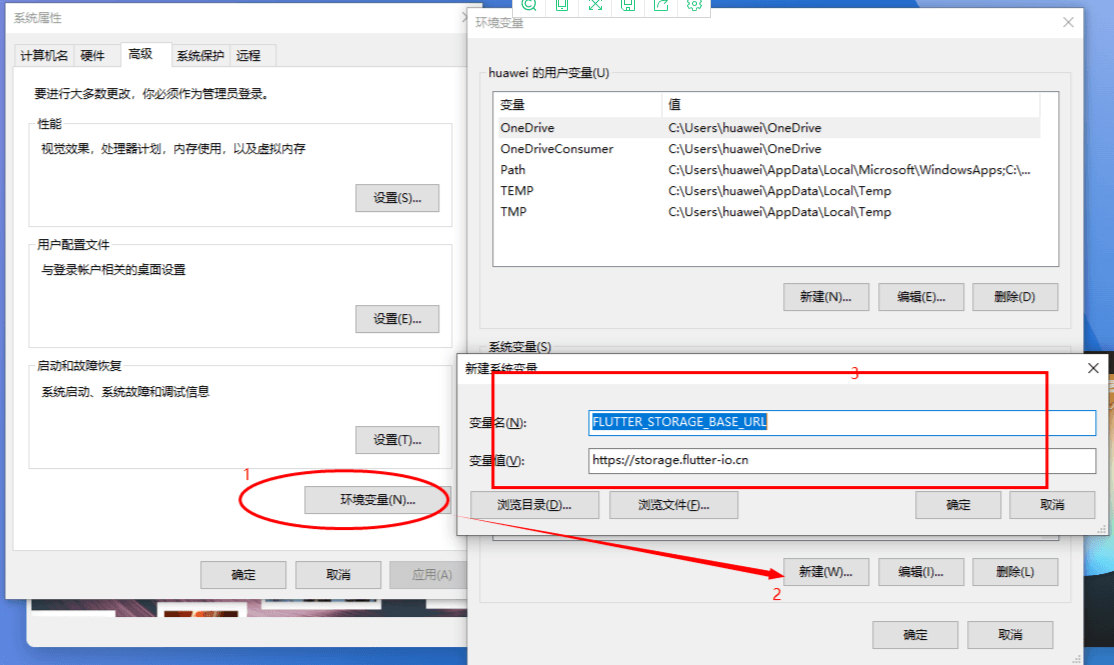 系统属性
计算机名 硬件 高级 系统保护 远程
要进行大多数更改，你必须作为管理员登录。
性能
视觉效果，处理器计划，内存使用，以及虚拟内存
设置(S)...
用户配置文件
与登录帐户相关的桌面设置
设置(E)...
启动和故障恢复
系统启动、系统故障和调试信息
设置(T)...
1
环境变量(N)...
确定 取消 应用(A)
环境变量
huawei 的用户变量(U)
变量 值
OneDrive C:\Users\huawei\OneDrive
OneDriveConsumer C:\Users\huawei\OneDrive
Path C:\Users\huawei\AppData\Local\Microsoft\WindowsApps;C:\...
TEMP C:\Users\huawei\AppData\Local\Temp
TMP C:\Users\huawei\AppData\Local\Temp
新建(N)... 编辑(E)... 删除(D)
系统变量(S)
新建系统变量
3
变量名(N): FLUTTER_STORAGE_BASE_URL
变量值(V): https://storage.flutter-io.cn
浏览目录(D)... 浏览文件(F)... 确定 取消
新建(W)... 编辑(I)... 删除(L)
2
确定 取消